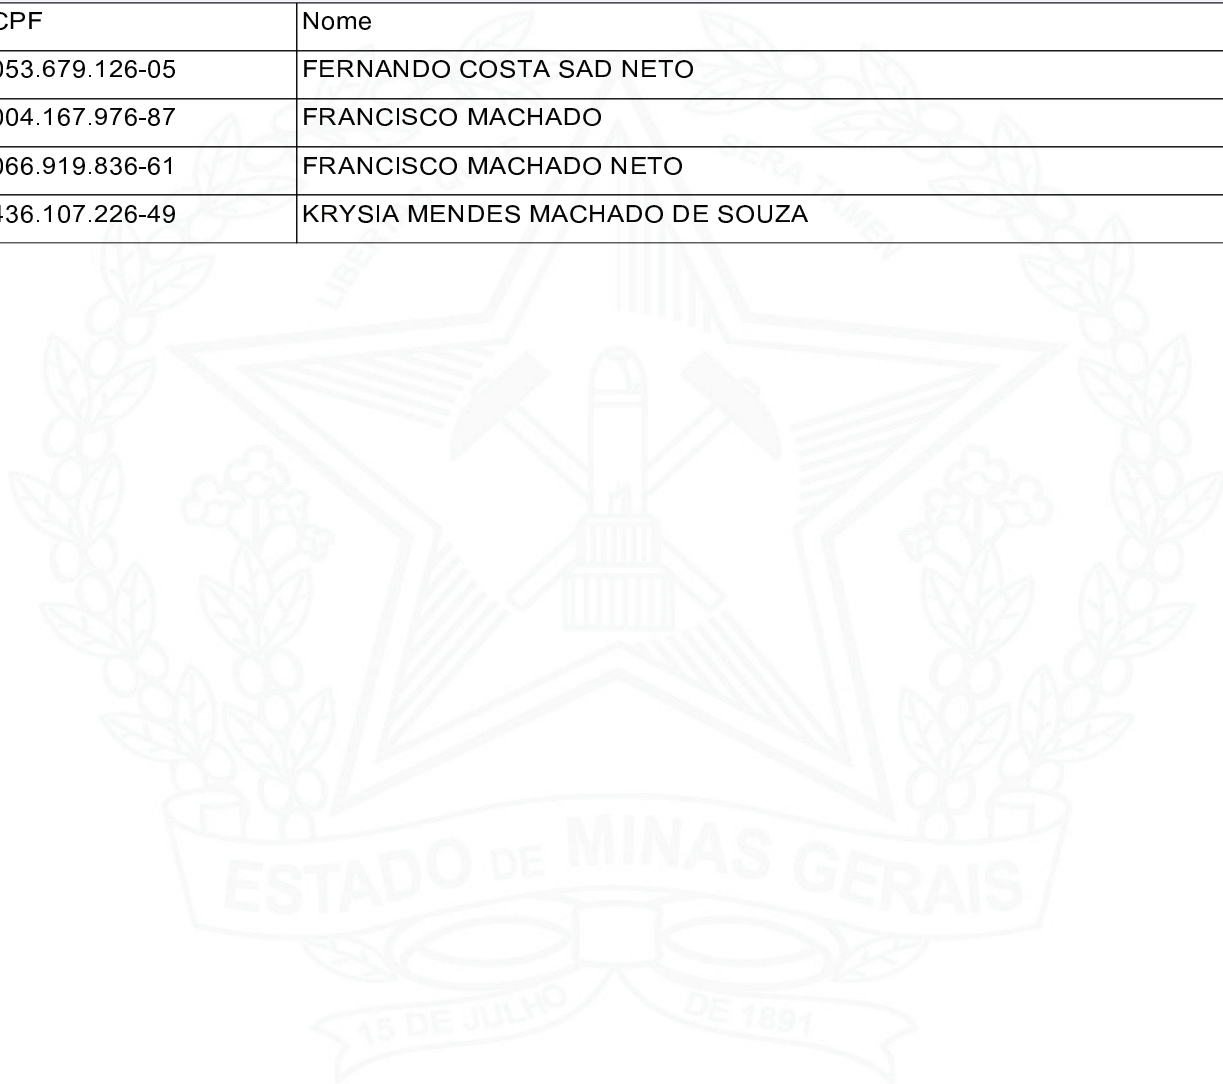 CPF Nome
053.679.126-05 FERNANDO COSTA SAD NETO
004.167.976-87 FRANCISCO MACHADO
066.919.836-61 FRANCISCO MACHADO NETO
436.107.226-49 KRYSIA MENDES MACHADO DE SOUZA
SERA TAMEN
ESTADO DE MINAS GERAIS
15 DE JULHO DE 1891